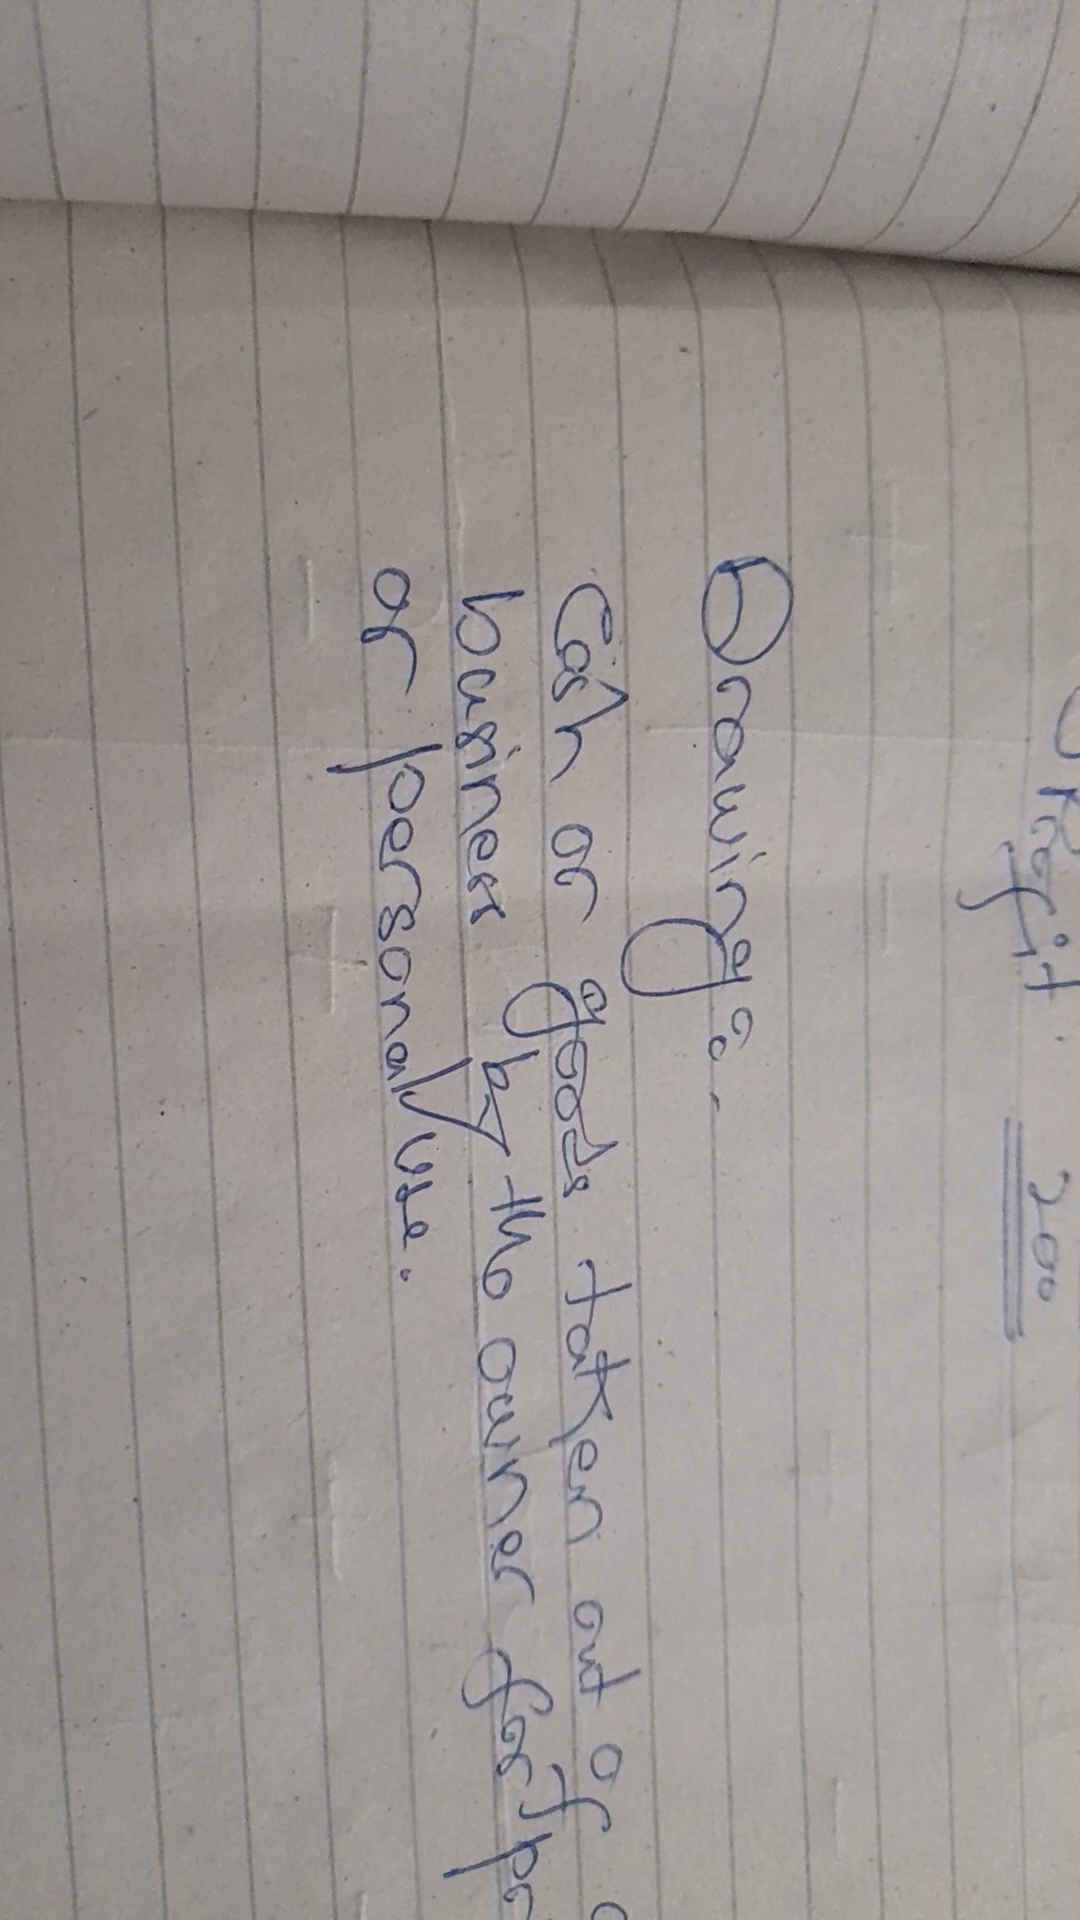 Profit 200
Drawing :-
Cash or goods taken out of
business by the owner for
or personal use.